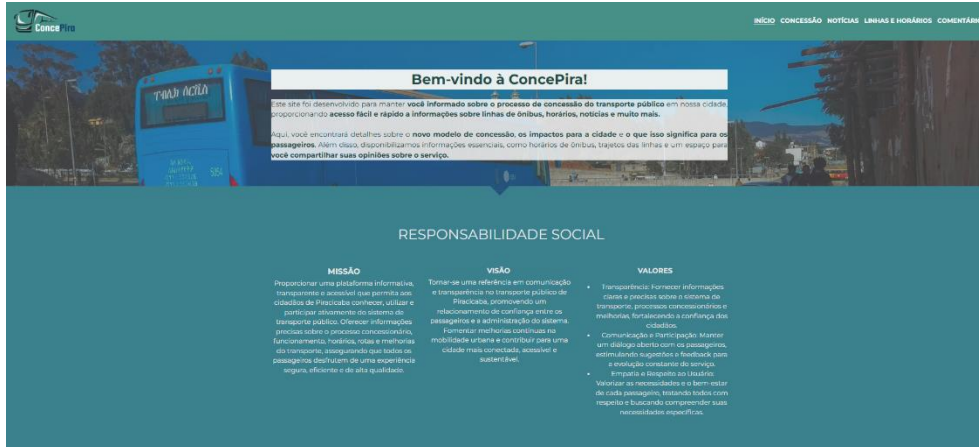 ConcePira
INÍCIO CONCESSÃO NOTÍCIAS LINHAS E HORÁRIOS COMENTÁRI
Bem-vindo à ConcePira!
Este site foi desenvolvido para manter você informado sobre o processo de concessão do transporte público em nossa cidade,
proporcionando acesso fácil e rápido a informações sobre linhas de ônibus, horários, notícias e muito mais.
Aqui, você encontrará detalhes sobre o novo modelo de concessão, os impactos para a cidade e o que isso significa para os
passageiros. Além disso, disponibilizamos informações essenciais, como horários de ônibus, trajetos das linhas e um espaço para
você compartilhar suas opiniões sobre o serviço.
RESPONSABILIDADE SOCIAL
MISSÃO
Proporcionar uma plataforma informativa,
transparente e acessível que permita aos
cidadãos de Piracicaba conhecer, utilizar e
participar ativamente do sistema de
transporte público. Oferecer informações
precisas sobre o processo concessionário,
funcionamento, horários, rotas e melhorias
do transporte, assegurando que todos os
passageiros desfrutem de uma experiência
segura, eficiente e de alta qualidade.
VISÃO
Tornar-se uma referência em comunicação
e transparência no transporte público de
Piracicaba, promovendo um
relacionamento de confiança entre os
passageiros e a administração do sistema.
Fomentar melhorias contínuas na
mobilidade urbana e contribuir para uma
cidade mais conectada, acessível e
sustentável.
VALORES
• Transparência: Fornecer informações
claras e precisas sobre o sistema de
transporte, processos concessionários e
melhorias, fortalecendo a confiança dos
cidadãos.
• Comunicação e Participação: Manter
um diálogo aberto com os passageiros,
estimulando sugestões e feedback para
a evolução constante do serviço.
• Empatia e Respeito ao Usuário:
Valorizar as necessidades e o bem-estar
de cada passageiro, tratando todos com
respeito e buscando compreender suas
necessidades específicas.